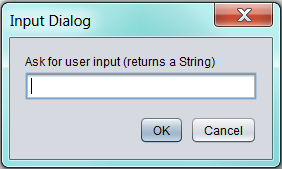 Input Dialog
Ask for user input (returns a String)
OK
Cancel